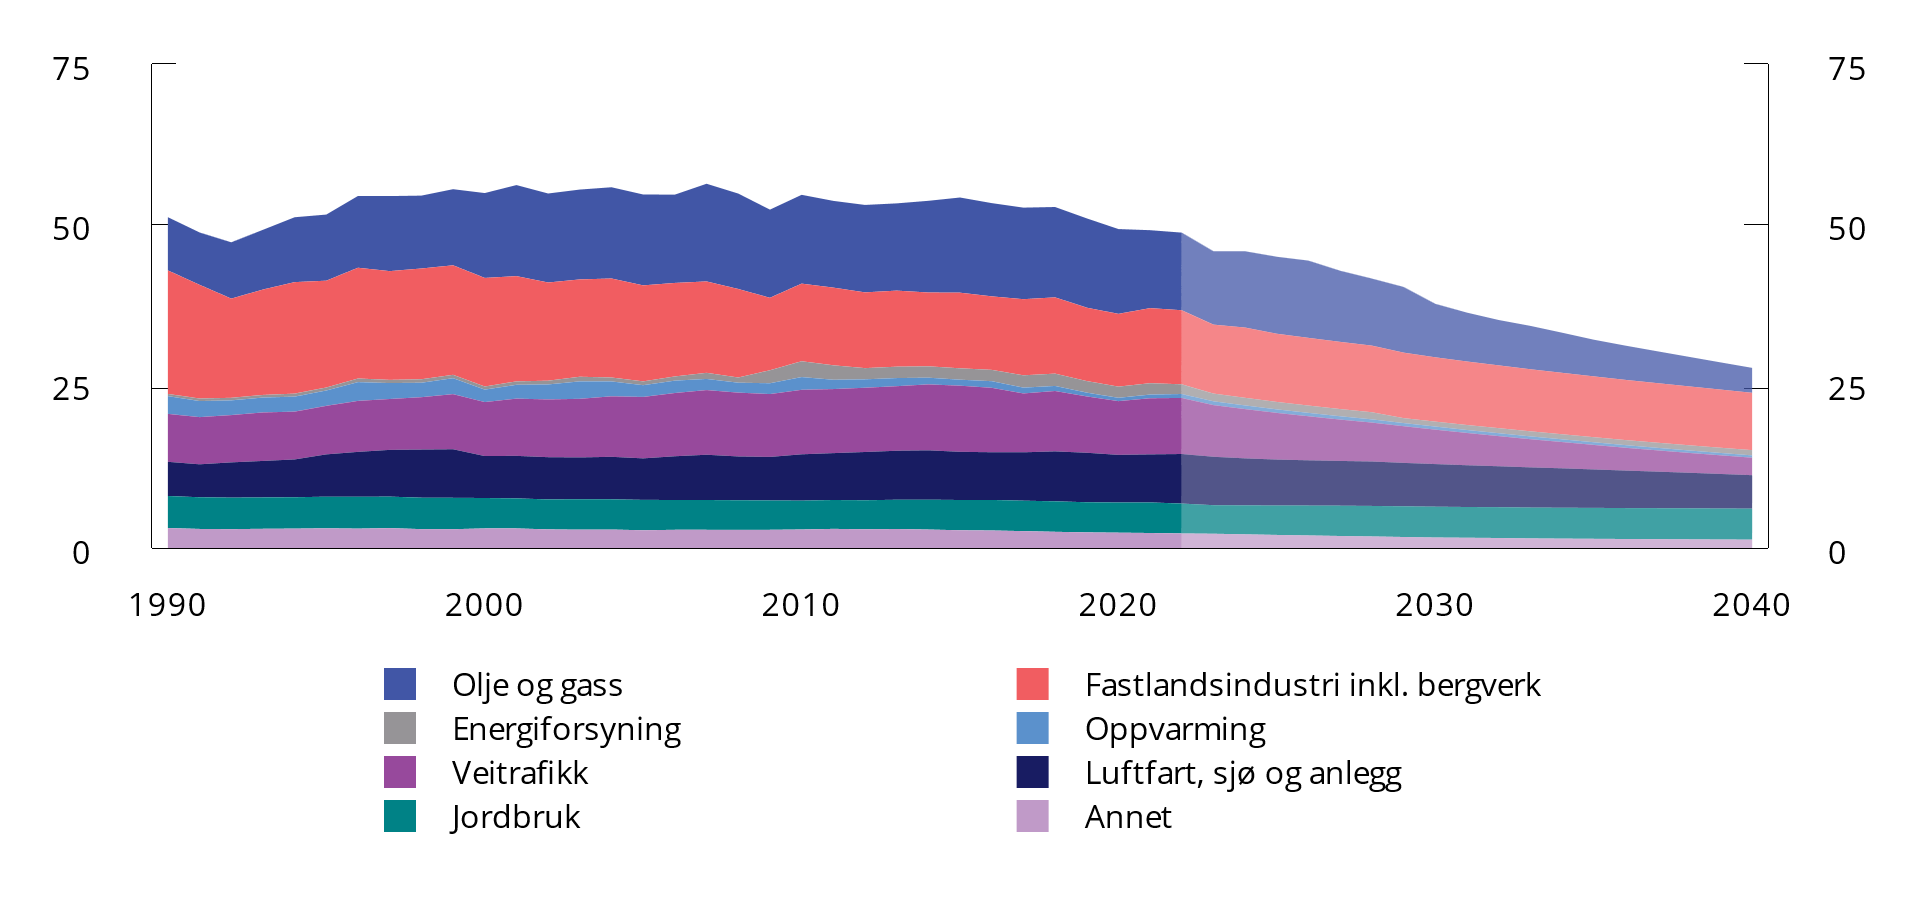 75 75
50 50
25 25
0 0
1990 2000 2010 2020 2030 2040
Olje og gass Fastlandsindustri inkl. bergverk
Energiforsyning Oppvarming
Veitrafikk Luftfart, sjø og anlegg
Jordbruk Annet